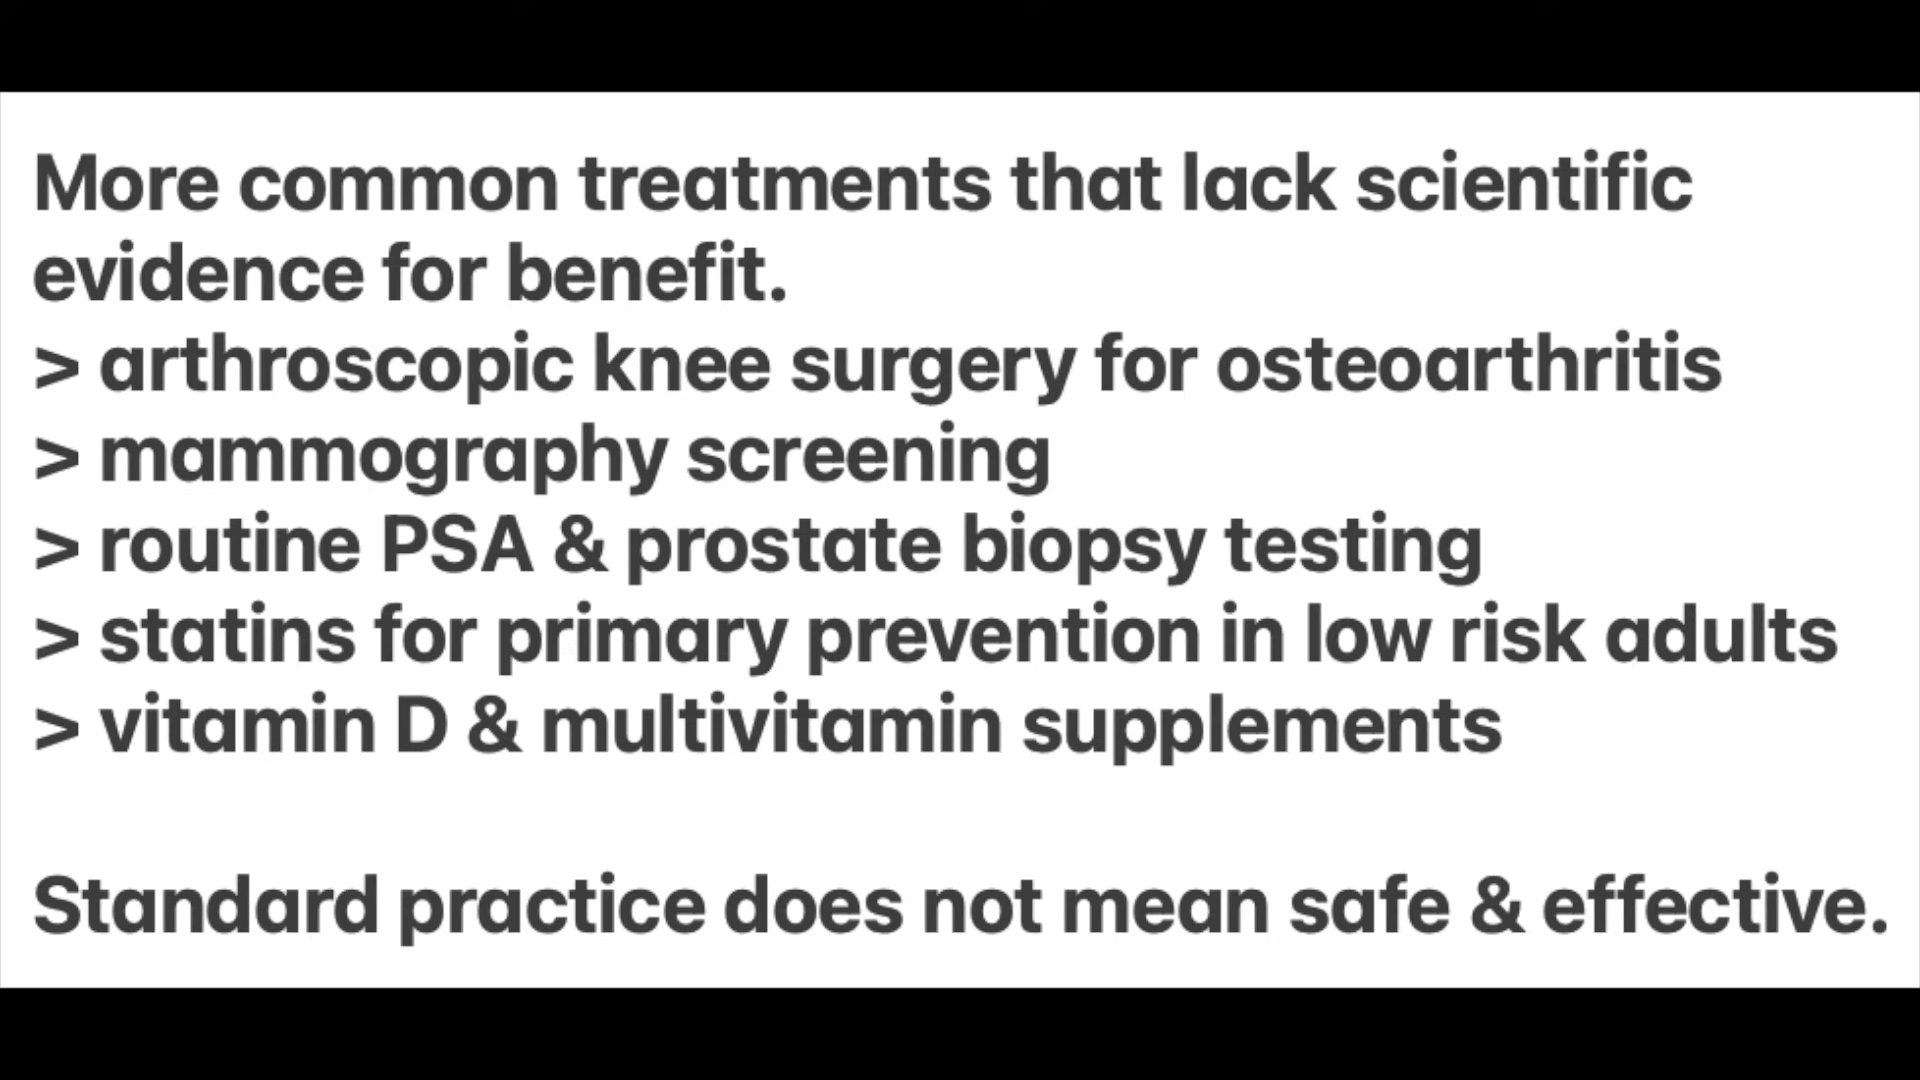 More common treatments that lack scientific
evidence for benefit.
> arthroscopic knee surgery for osteoarthritis
> mammography screening
> routine PSA & prostate biopsy testing
> statins for primary prevention in low risk adults
> vitamin D & multivitamin supplements
Standard practice does not mean safe & effective.